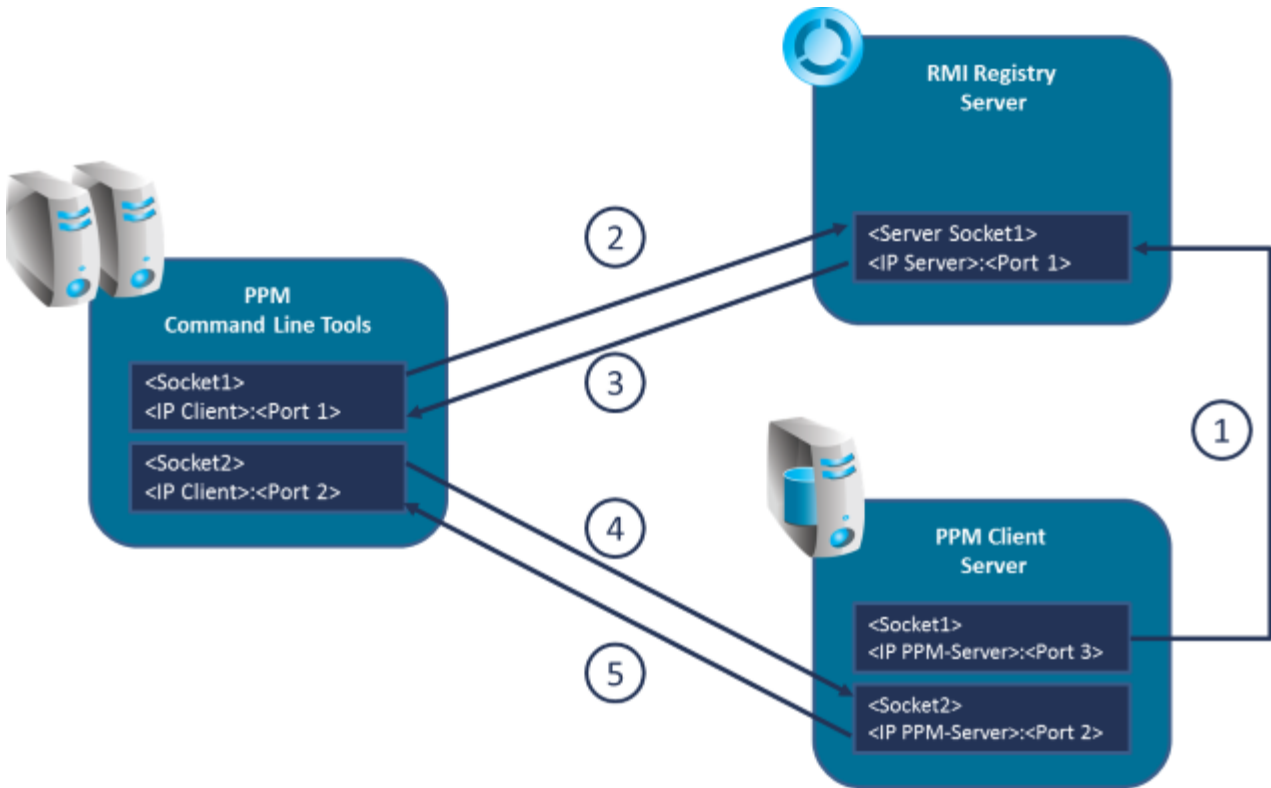 RMI Registry
Server
<Server Socket1>
<IP Server>:<Port 1>
2
PPM
Command Line Tools
<Socket1>
<IP Client>:<Port 1>
3
<Socket2>
<IP Client>:<Port 2>
1
4
PPM Client
Server
<Socket1>
<IP PPM-Server>:<Port 3>
5
<Socket2>
<IP PPM-Server>:<Port 2>